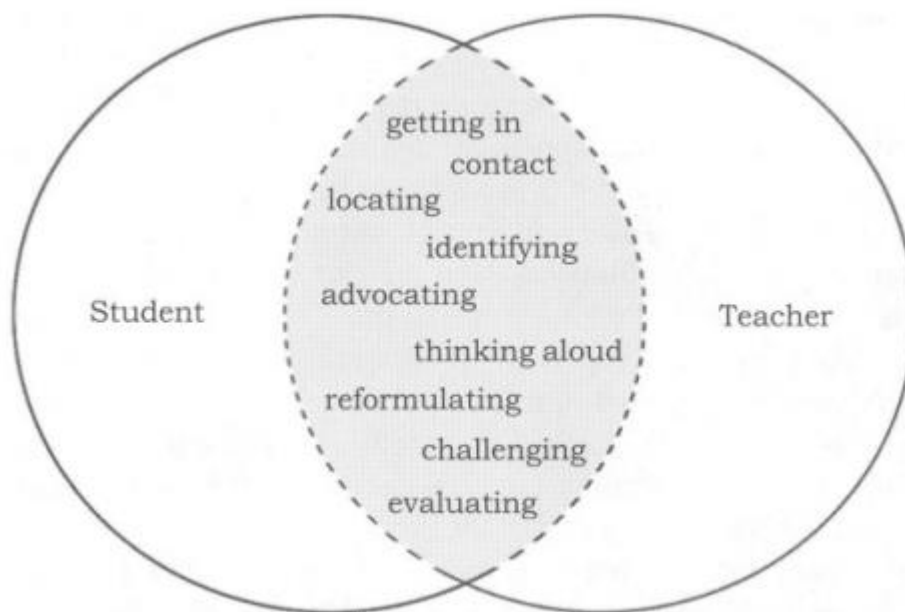 getting in
contact
locating
identifying
advocating
Student
Teacher
thinking aloud
reformulating
challenging
evaluating